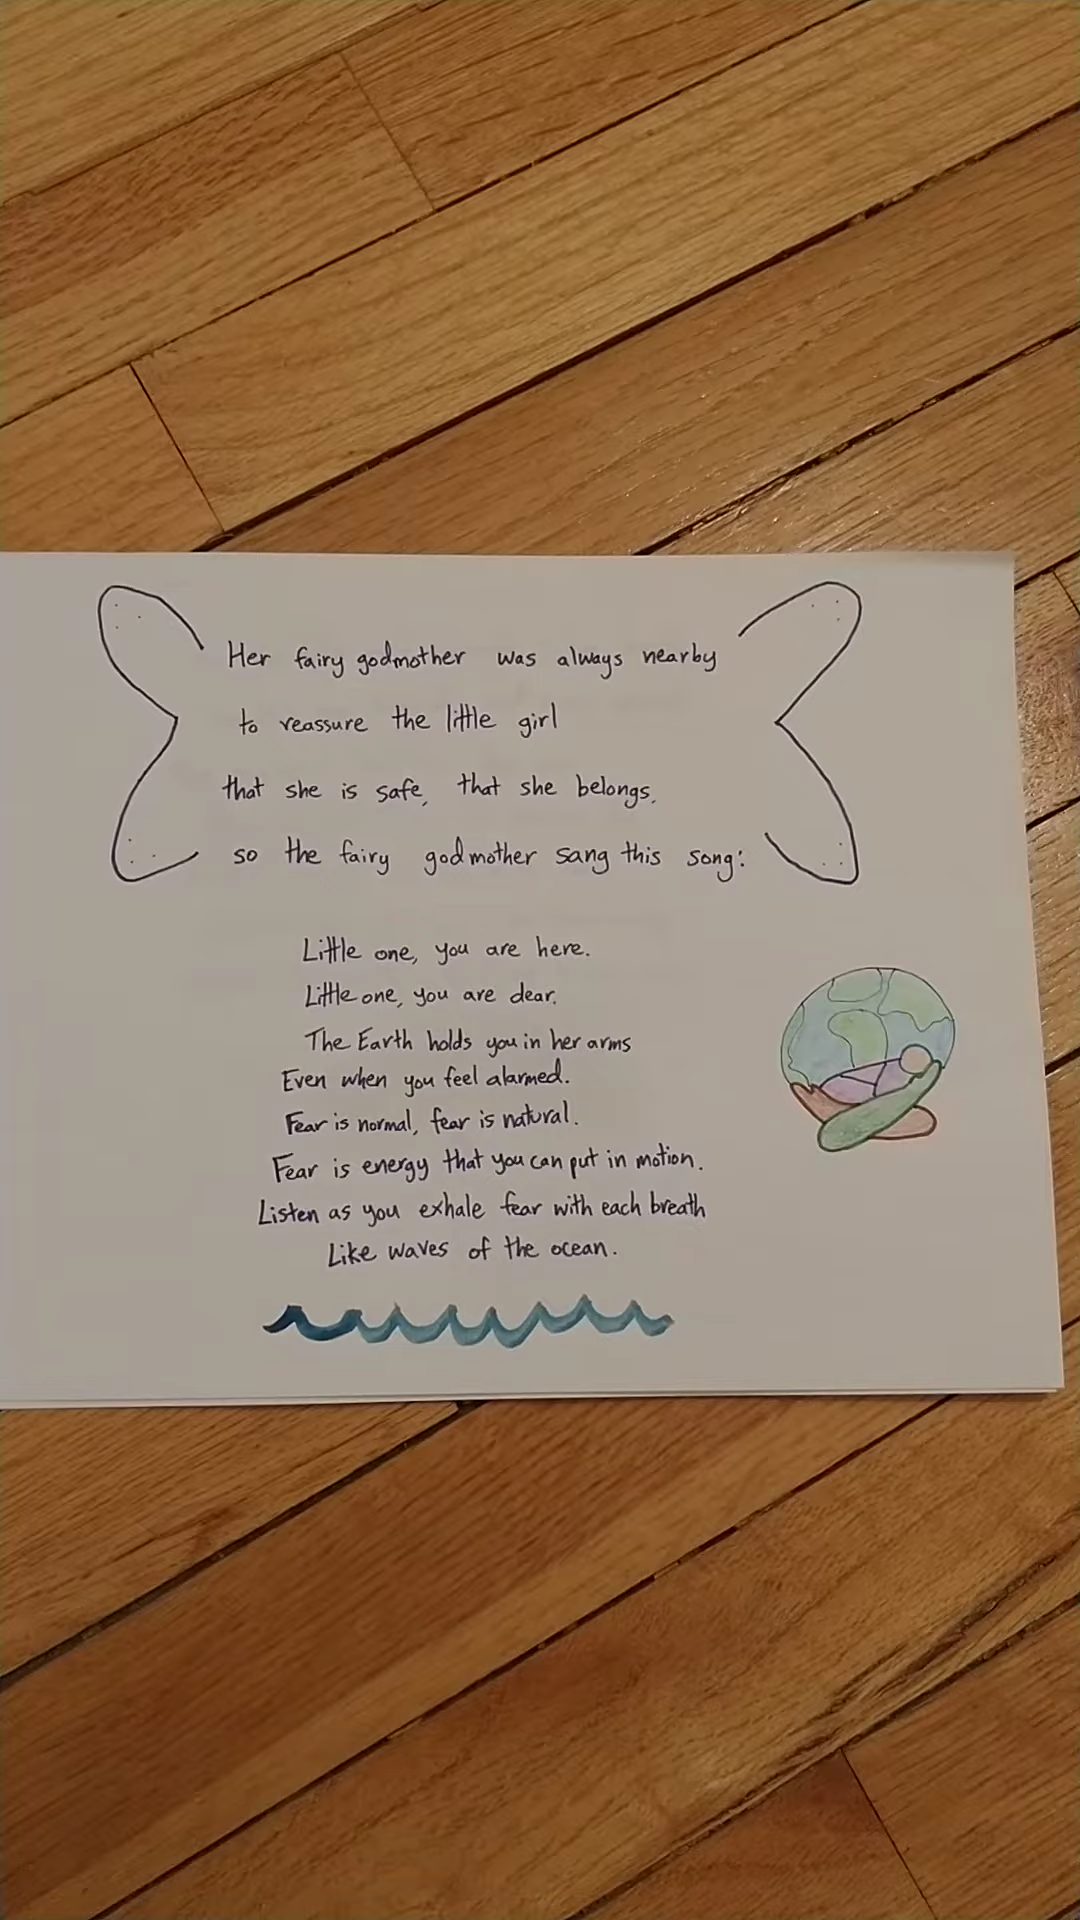 Her fairy godmother was always nearby
to reassure the little girl
that she is safe, that she belongs,
so the fairy godmother sang this song:
Little one, you are here.
Little one, you are dear.
The Earth holds you in her arms
Even when you feel alarmed.
Fear is normal, fear is natural.
Fear is energy that you can put in motion.
Listen as you exhale fear with each breath
Like waves of the ocean.